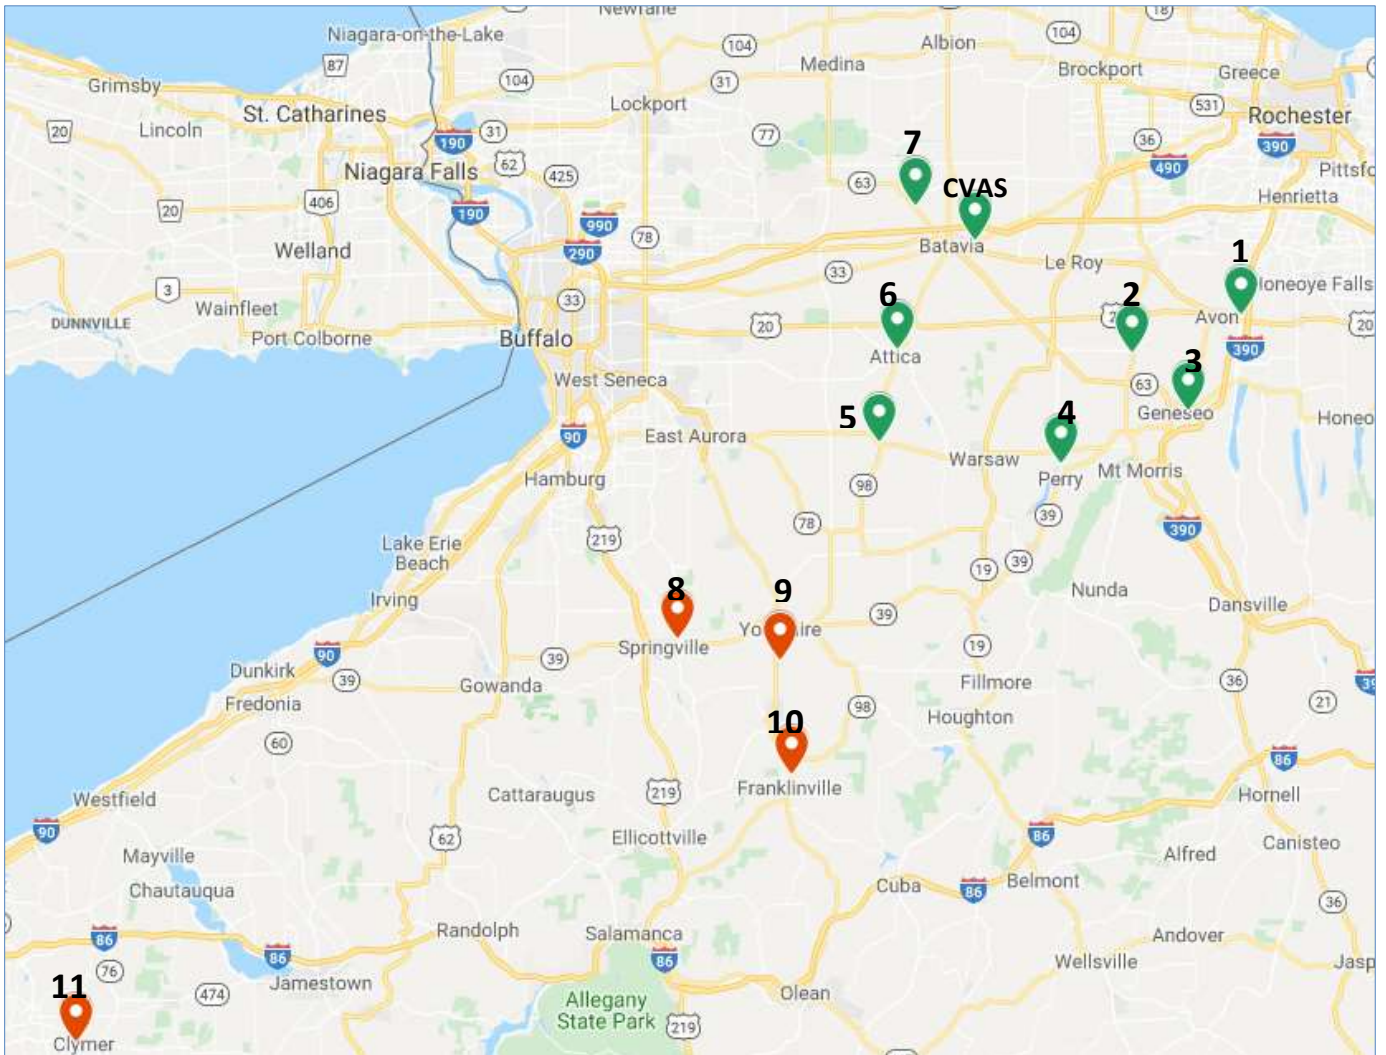 Newfane
18
Niagara-on-the-Lake
104
104
Albion
87
Medina
Brockport
Greece
Grimsby
104
31
Lockport
531
St. Catharines
Rochester
20
Lincoln
190
31
77
36
390
7
62
425
490
Niagara Falls
63
CVAS
Henrietta
20
406
190
990
78
290
Batavia
1
Welland
Le Roy
33
3
33
6
2
Honeoye Falls
Wainfleet
20
Avon
20
DUNNVILLE
Port Colborne
Buffalo
Attica
390
3
West Seneca
63
5
4
Geneseo
90
East Aurora
Warsaw
Hamburg
Perry
Mt Morris
98
39
78
390
219
Lake Erie
Beach
19
39
8
9
Nunda
Irving
Dansville
39
Springville
19
90
39
Dunkirk
39
Gowanda
Fillmore
36
Fredonia
98
21
10
Houghton
60
86
Franklinville
219
Westfield
Cattaraugus
Hornell
90
62
Ellicottville
86
Canisteo
Mayville
Alfred
Chautauqua
Cuba
86
Belmont
36
86
Randolph
Salamanca
Andover
86
86
76
Wellsville
11
474
Jamestown
Olean
Allegany
State Park
219
Clymer